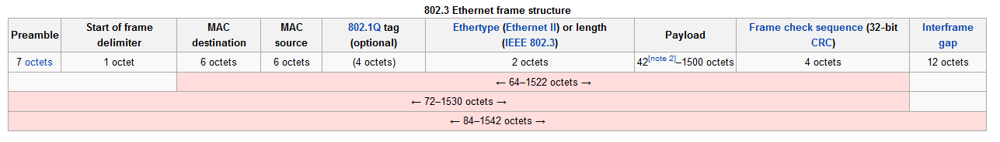 802.3 Ethernet frame structure
Preamble
Start of frame
delimiter
MAC
destination
MAC
source
802.1Q tag
(optional)
Ethertype (Ethernet II) or length
(IEEE 802.3)
Payload
Frame check sequence (32-bit
CRC)
Interframe
gap
7 octets
1 octet
6 octets
6 octets
(4 octets)
2 octets
42[note 2]–1500 octets
4 octets
12 octets
← 64–1522 octets →
← 72–1530 octets →
← 84–1542 octets →